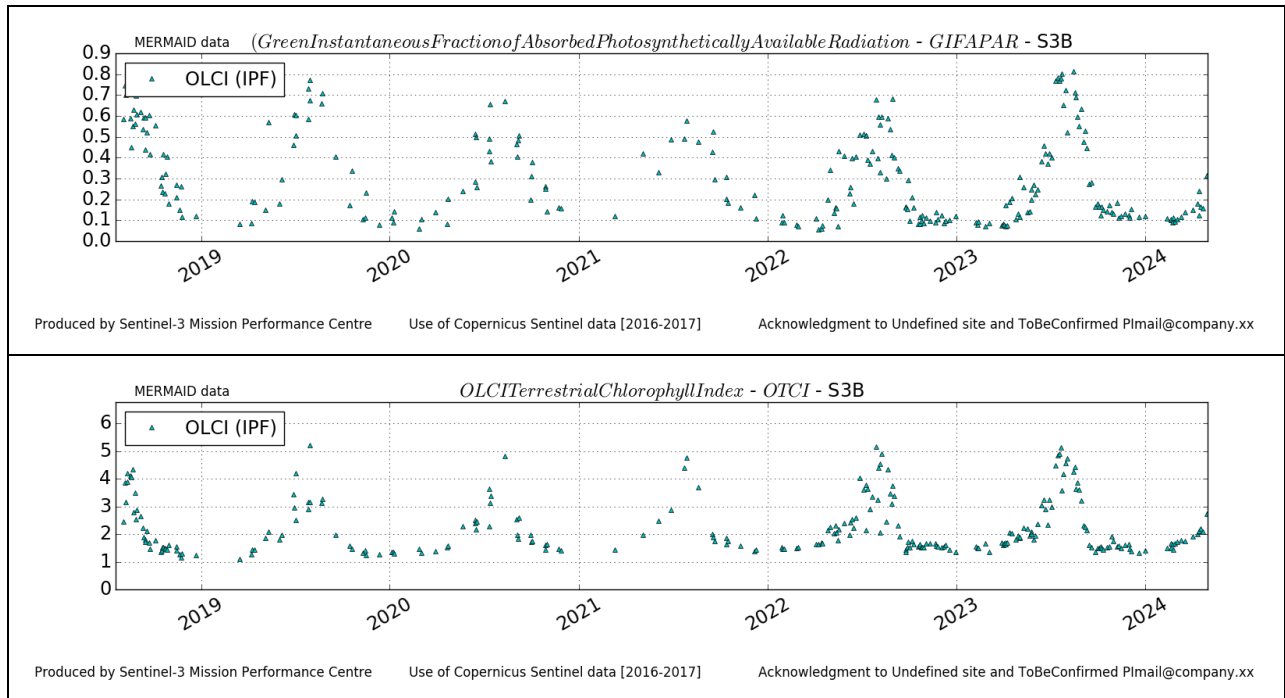 MERMAID data (GreenInstantaneousFractionofAbsorbedPhotosyntheticallyAvailableRadiation - GIFAPAR - S3B
0.9
OLCI (IPF)
0.8
0.7
0.6
0.5
0.4
0.3
0.2
0.1
0.0
2019 2020 2021 2022 2023 2024
Produced by Sentinel-3 Mission Performance Centre Use of Copernicus Sentinel data [2016-2017] Acknowledgment to Undefined site and ToBeConfirmed PImail@company.xx
MERMAID data OLCITerrestrialChlorophyllIndex - OTCI - S3B
OLCI (IPF)
6
5
4
3
2
1
0
2019 2020 2021 2022 2023 2024
Produced by Sentinel-3 Mission Performance Centre Use of Copernicus Sentinel data [2016-2017] Acknowledgment to Undefined site and ToBeConfirmed PImail@company.xx